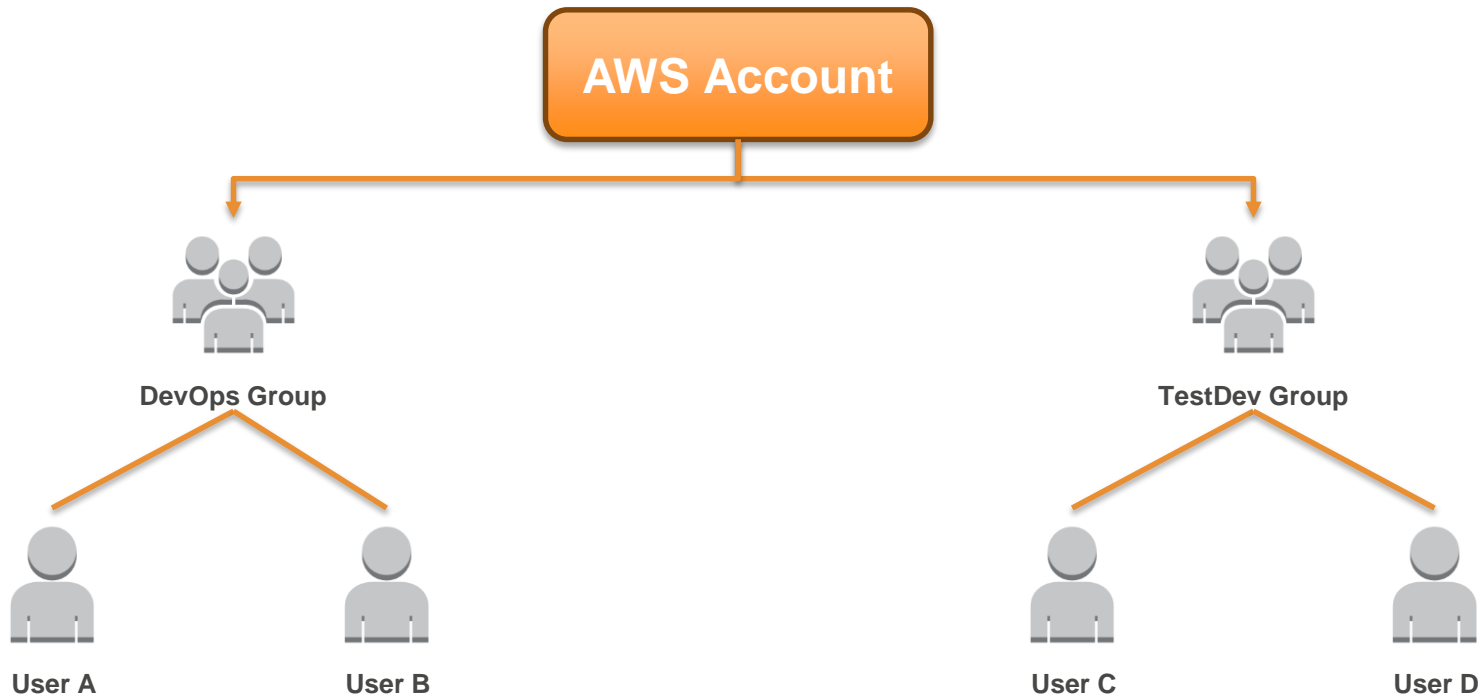 AWS Account
DevOps Group
TestDev Group
User A
User B
User C
User D